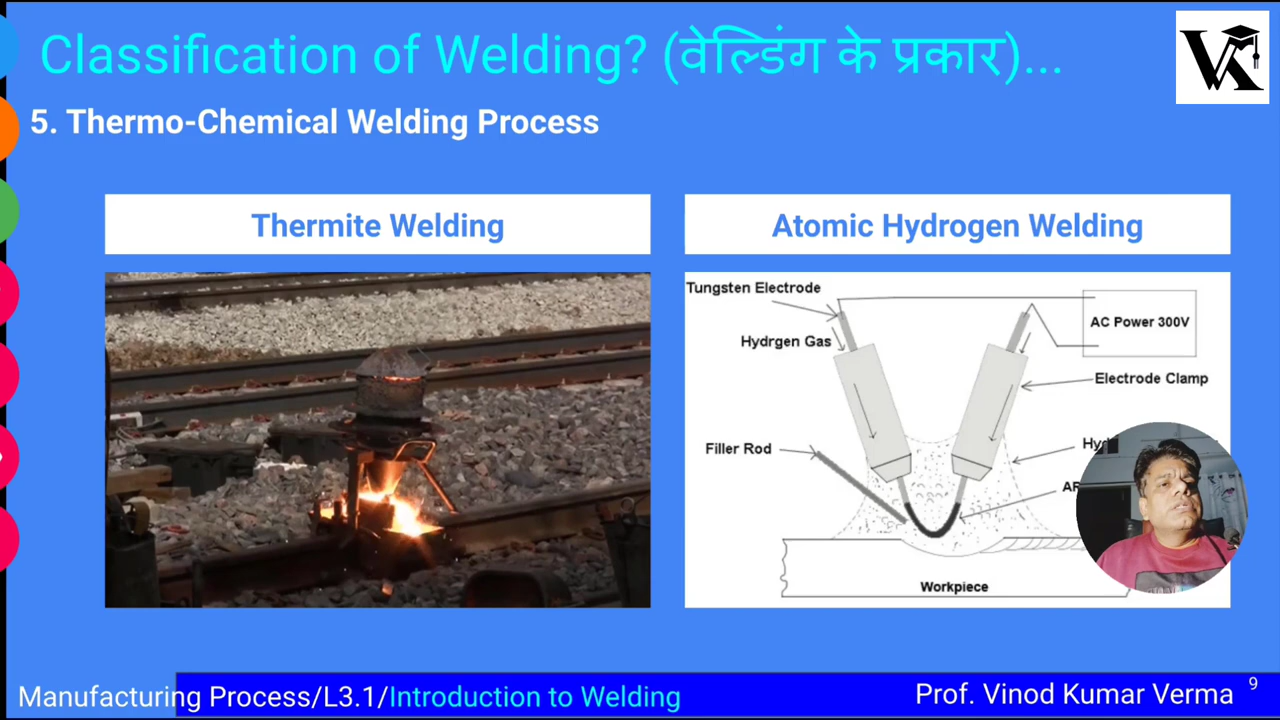 Classification of Welding? (वेल्डिंग के प्रकार)...
5. Thermo-Chemical Welding Process
Thermite Welding
Atomic Hydrogen Welding
Tungsten Electrode
AC Power 300V
Hydrgen Gas
Electrode Clamp
Filler Rod
Workpiece
Manufacturing Process/L3.1/Introduction to Welding
Prof. Vinod Kumar Verma
9